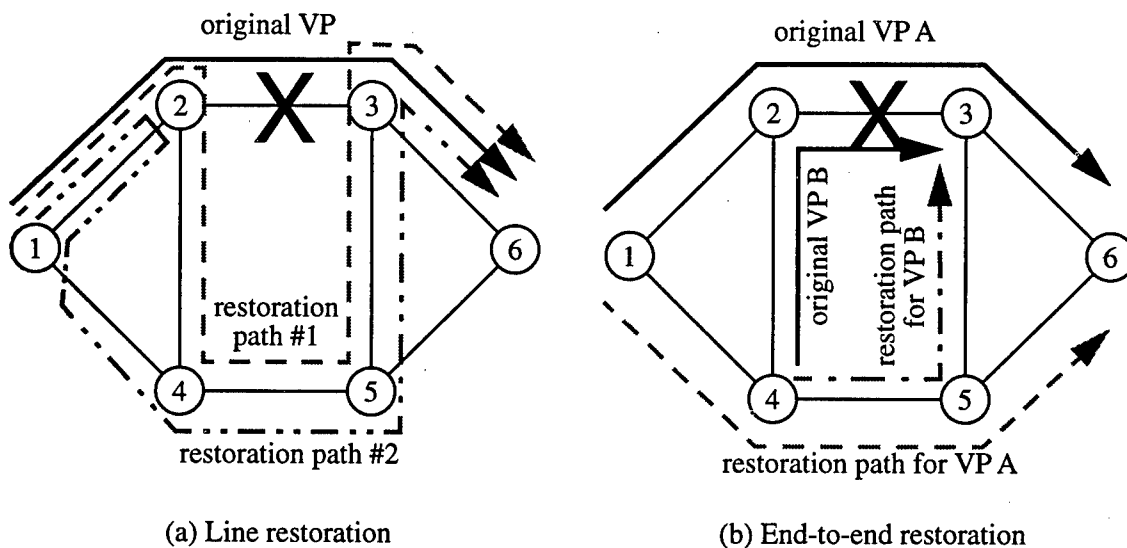 original VP
2
3
1
6
restoration
path #1
4
5
restoration path #2
(a) Line restoration
original VP A
2
3
original VP B
restoration path
for VP B
1
6
4
5
restoration path for VP A
(b) End-to-end restoration